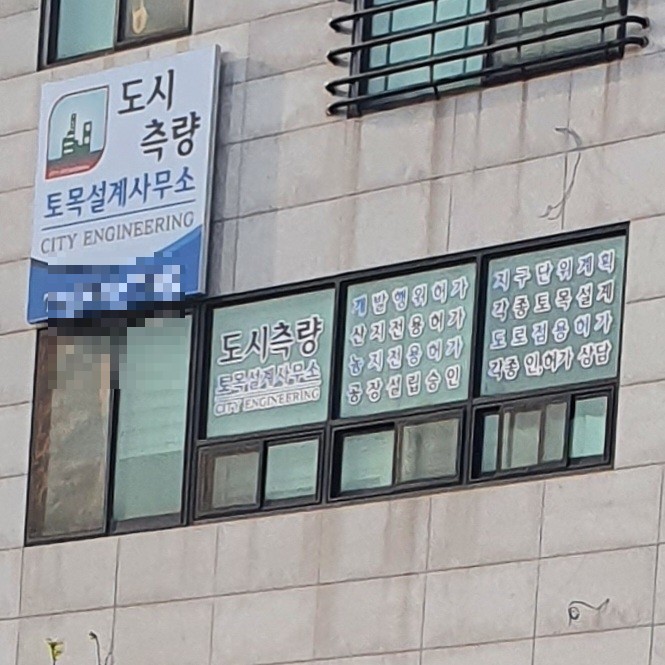 도시
측량
토목설계사무소
CITY ENGINEERING
도시측량
토목설계사무소
CITY ENGINEERING
개발행위허가
산지전용허가
농지전용허가
공장설립승인
지구단위계획
각종토목설계
도로점용허가
각종 인,허가 상담